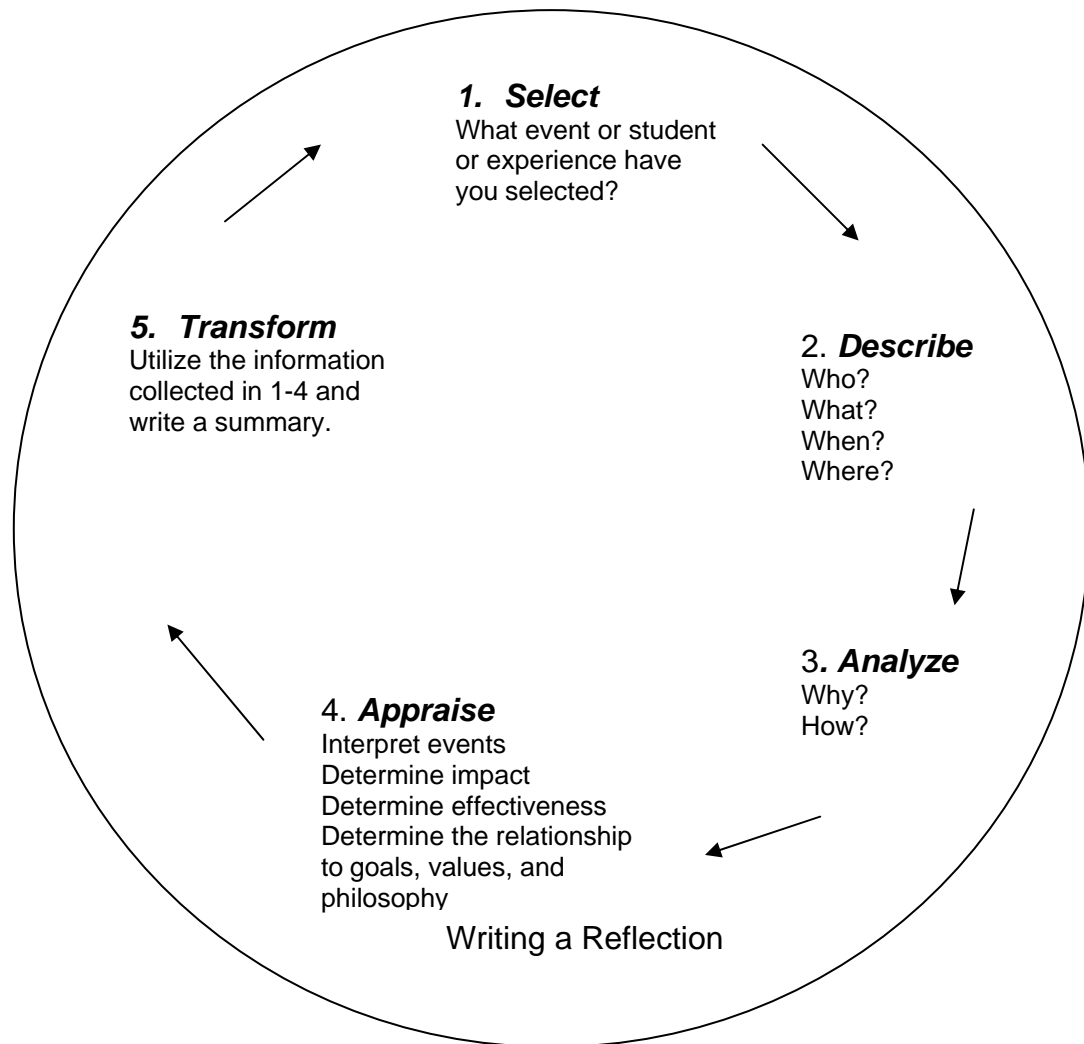 1. Select
What event or student
or experience have
you selected?
2. Describe
Who?
What?
When?
Where?
3. Analyze
Why?
How?
4. Appraise
Interpret events
Determine impact
Determine effectiveness
Determine the relationship
to goals, values, and
philosophy
5. Transform
Utilize the information
collected in 1-4 and
write a summary.
Writing a Reflection